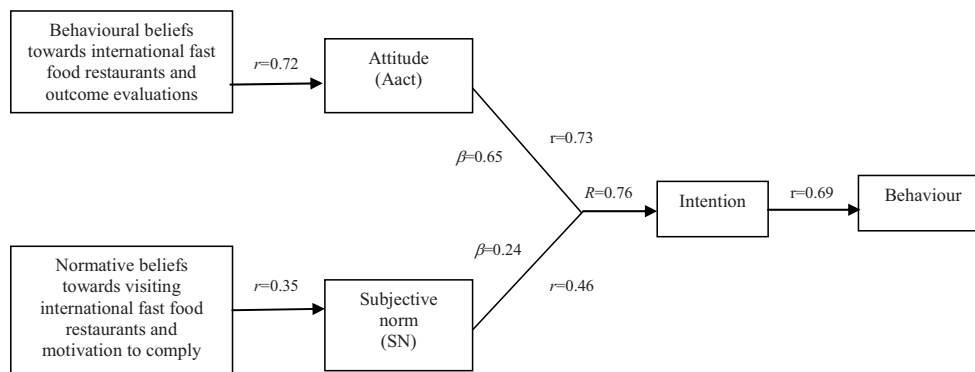 Behavioural beliefs
towards international fast
food restaurants and
outcome evaluations
r=0.72
Attitude
(Aact)
r=0.73
β=0.65
R=0.76
Intention
r=0.69
Behaviour
β=0.24
r=0.46
Normative beliefs
towards visiting
international fast food
restaurants and
motivation to comply
r=0.35
Subjective
norm
(SN)